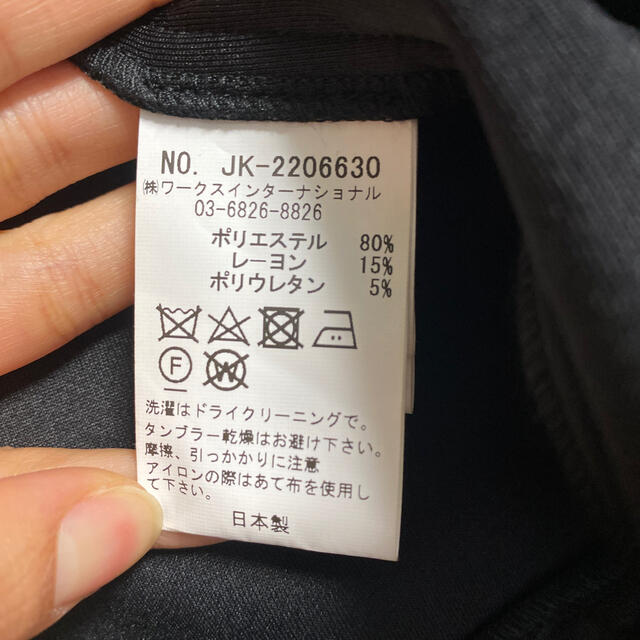 NO. JK-2206630
㈱ワークスインターナショナル
03-6826-8826
ポリエステル 80%
レーヨン 15%
ポリウレタン 5%
F W
洗濯はドライクリーニングで。
タンブラー乾燥はお避け下さい。
摩擦、引っかかりに注意
アイロンの際はあて布を使用し
て下さい。
日本製